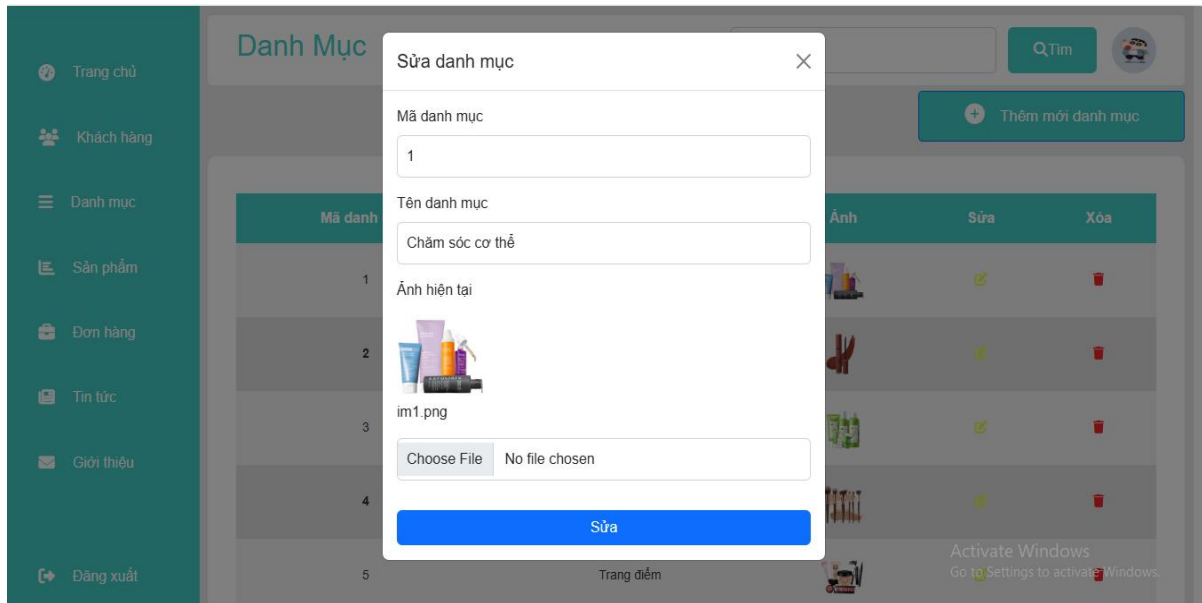 Danh Mục
Tìm
Trang chủ
Khách hàng
Danh mục
Sản phẩm
Đơn hàng
Tin tức
Giới thiệu
Đăng xuất
Thêm mới danh mục
Sửa danh mục
Mã danh mục
1
Tên danh mục
Chăm sóc cơ thể
Ảnh hiện tại
im1.png
Choose File No file chosen
Sửa
Mã danh Ảnh Sửa Xóa
1
2
3
4
5 Trang điểm
Activate Windows
Go to Settings to activate Windows.